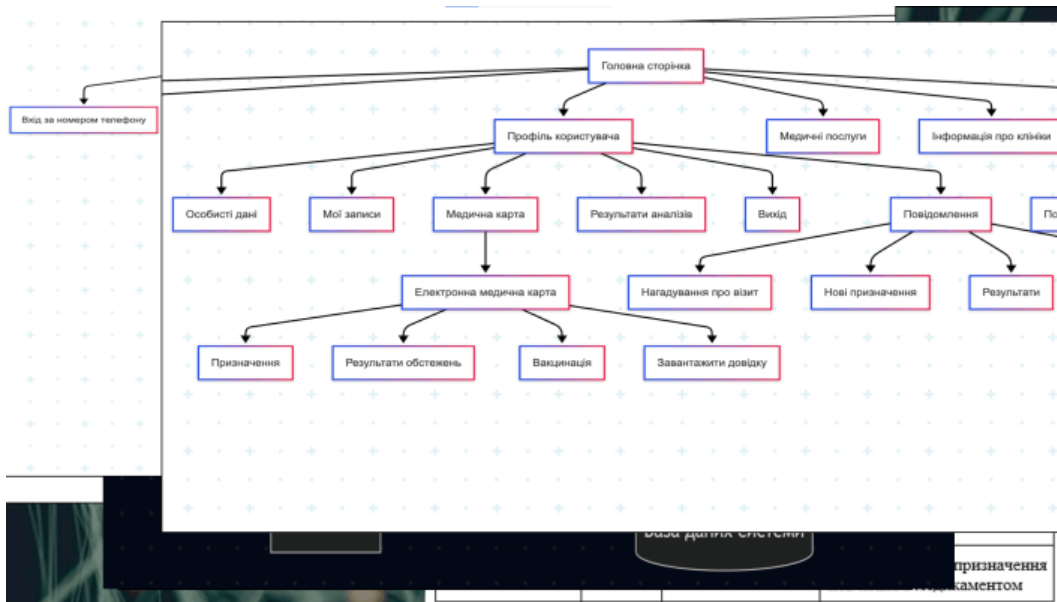 Головна сторінка
Вхід за номером телефону
Профіль користувача
Медичні послуги
Інформація про клініки
Особисті дані
Мої записи
Медична карта
Результати аналізів
Вихід
Повідомлення
По
Електронна медична карта
Нагадування про візит
Нові призначення
Результати
Призначення
Результати обстежень
Вакцинація
Завантажити довідку
База даних системи
призначення